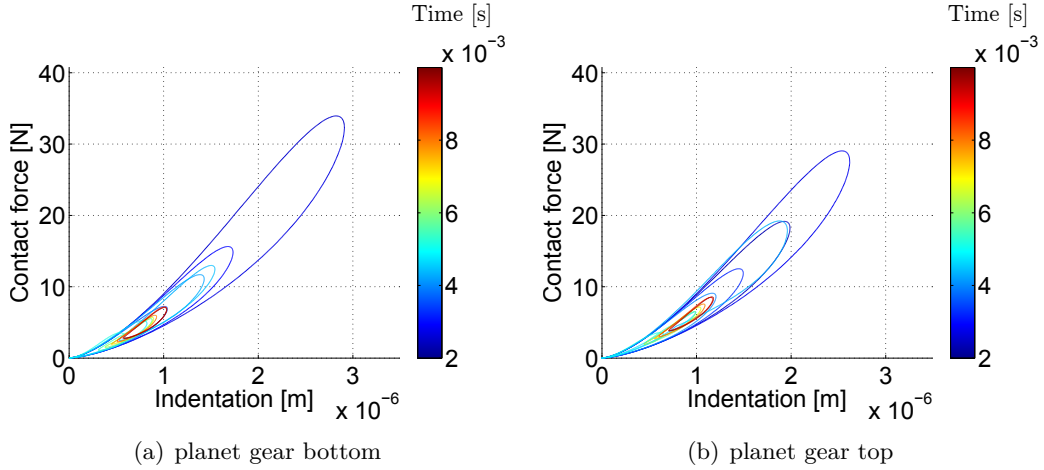 Time [s]
x 10⁻³
40
30
20
10
0
Contact force [N]
0 1 2 3
Indentation [m]
x 10⁻⁶
8
6
4
2
(a) planet gear bottom
Time [s]
x 10⁻³
40
30
20
10
0
Contact force [N]
0 1 2 3
Indentation [m]
x 10⁻⁶
8
6
4
2
(b) planet gear top